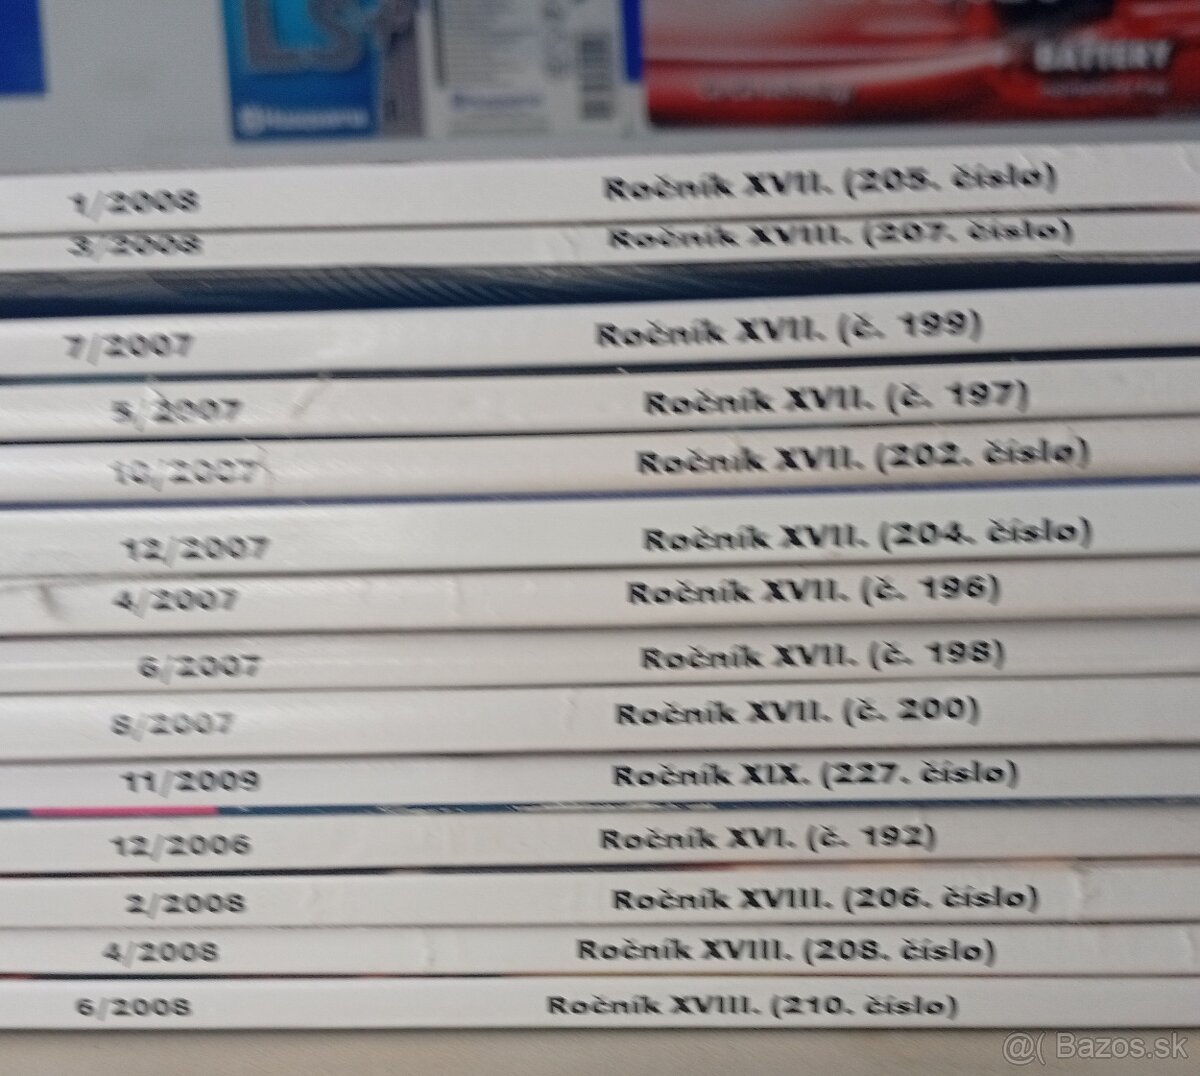 BATTERY
Husqvarna
1/2008 Ročník XVII. (205. číslo)
3/2008 Ročník XVIII. (207. číslo)
7/2007 Ročník XVII. (č. 199)
5/2007 Ročník XVII. (č. 197)
10/2007 Ročník XVII. (202. číslo)
12/2007 Ročník XVII. (204. číslo)
4/2007 Ročník XVII. (č. 196)
6/2007 Ročník XVII. (č. 198)
8/2007 Ročník XVII. (č. 200)
11/2009 Ročník XIX. (227. číslo)
12/2006 Ročník XVI. (č. 192)
2/2008 Ročník XVIII. (206. číslo)
4/2008 Ročník XVIII. (208. číslo)
6/2008 Ročník XVIII. (210. číslo)
@( Bazos.sk